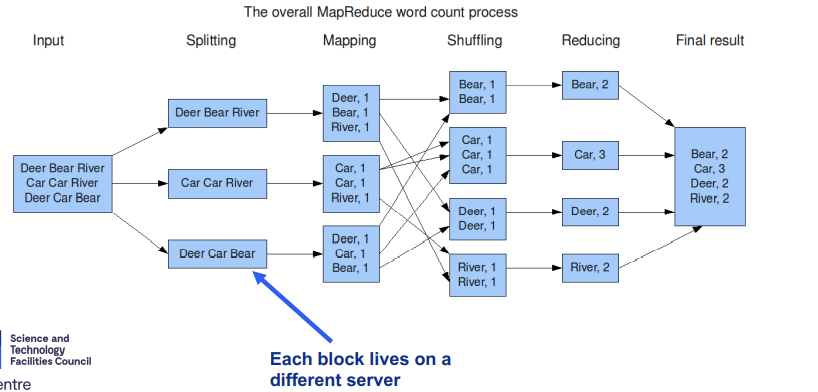 The overall MapReduce word count process
Input
Splitting
Mapping
Shuffling
Reducing
Final result
Deer Bear River
Car Car River
Deer Car Bear
Deer Bear River
Car Car River
Deer Car Bear
Deer, 1
Bear, 1
River, 1
Car, 1
Car, 1
River, 1
Deer, 1
Car, 1
Bear, 1
Bear, 1
Bear, 1
Car, 1
Car, 1
Car, 1
Deer, 1
Deer, 1
River, 1
River, 1
Bear, 2
Car, 3
Deer, 2
River, 2
Bear, 2
Car, 3
Deer, 2
River, 2
Each block lives on a
different server
Science and
Technology
Facilities Council
entre